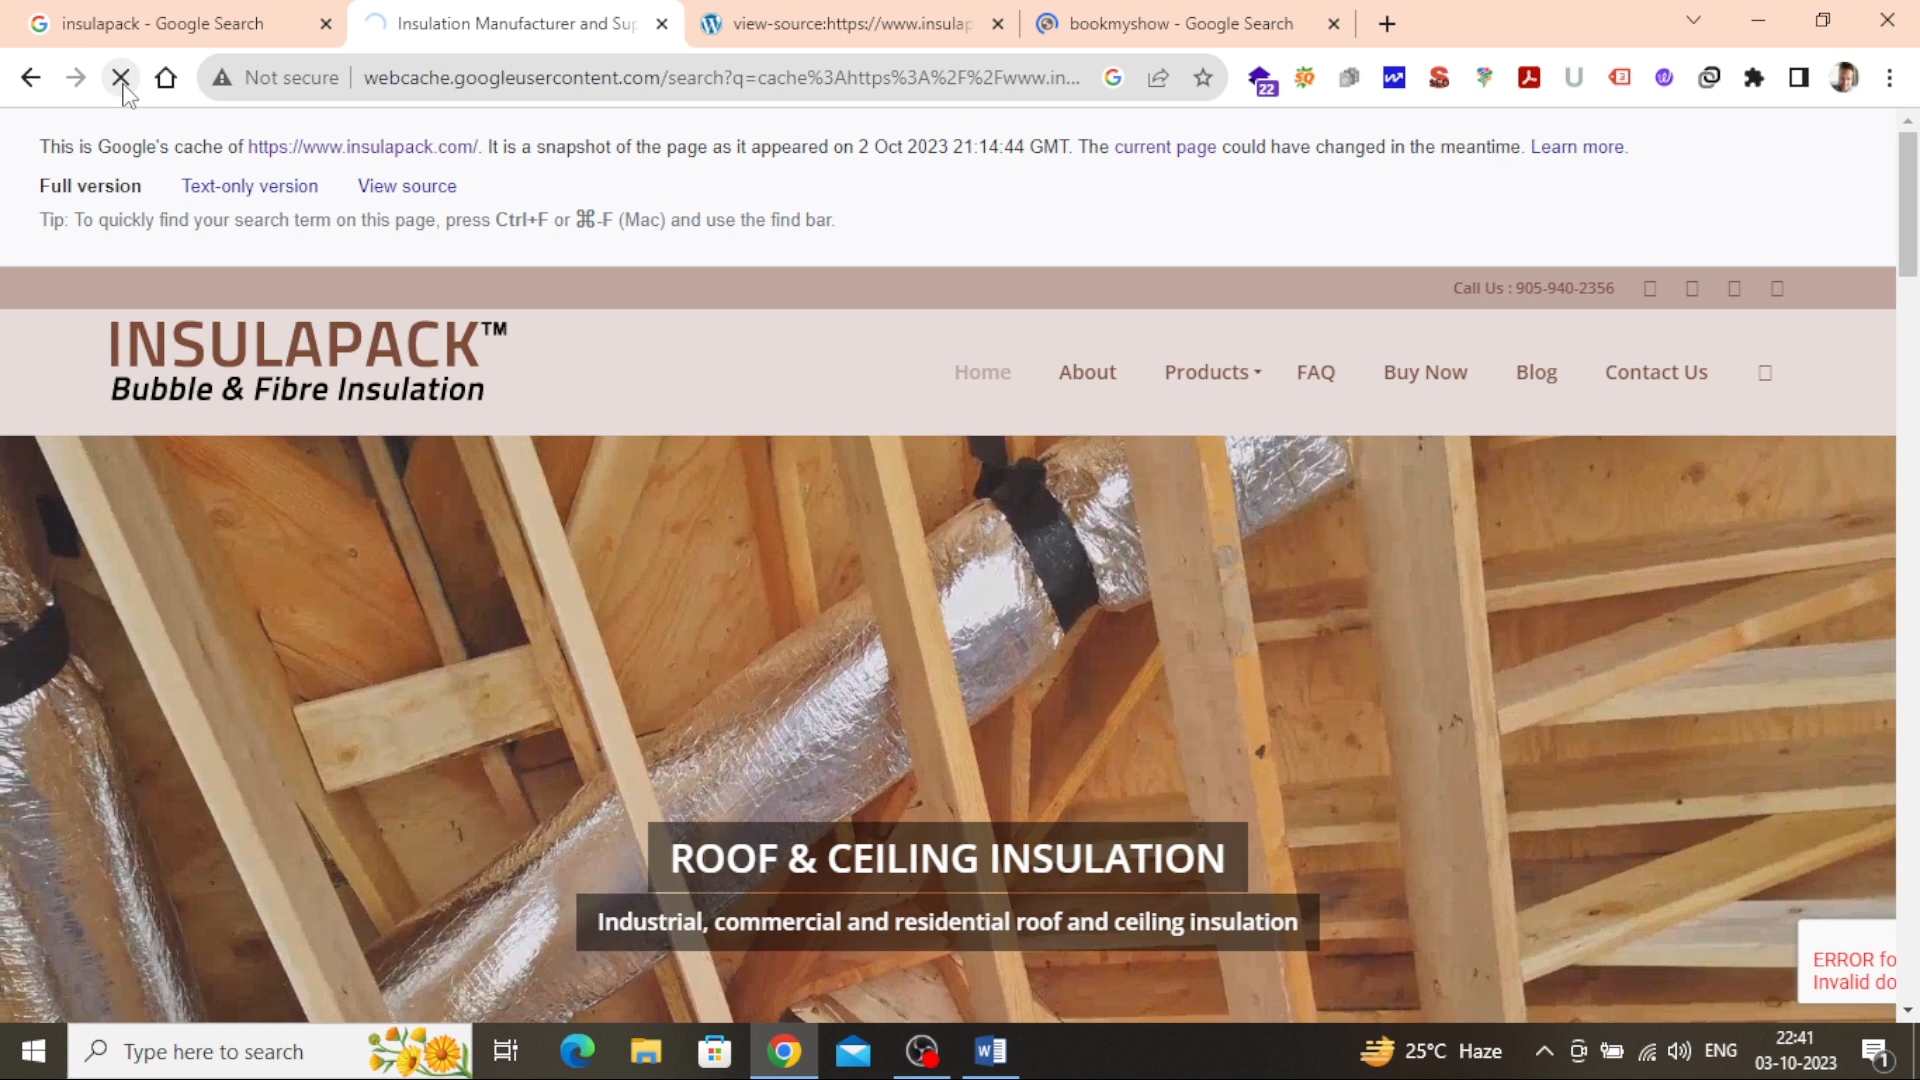 insulapack - Google Search
Insulation Manufacturer and Sup
view-source:https://www.insulap
bookmyshow - Google Search
Not secure
webcache.googleusercontent.com/search?q=cache%3Ahttps%3A%2F%2Fwww.in...
22
This is Google's cache of https://www.insulapack.com/. It is a snapshot of the page as it appeared on 2 Oct 2023 21:14:44 GMT. The current page could have changed in the meantime. Learn more.
Full version Text-only version View source
Tip: To quickly find your search term on this page, press Ctrl+F or ⌘-F (Mac) and use the find bar.
Call Us : 905-940-2356
INSULAPACK™
Bubble & Fibre Insulation
Home About Products FAQ Buy Now Blog Contact Us
ROOF & CEILING INSULATION
Industrial, commercial and residential roof and ceiling insulation
ERROR fo
Invalid do
Type here to search
25°C Haze
ENG
22:41
03-10-2023
1